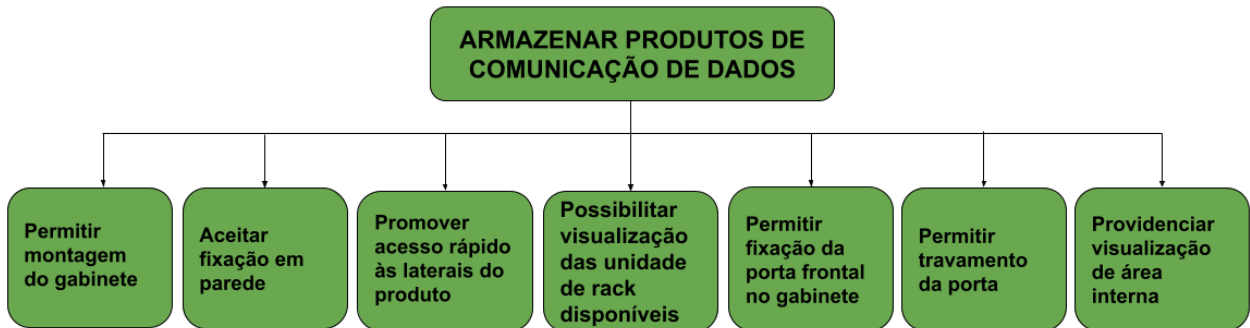 ARMAZENAR PRODUTOS DE
COMUNICAÇÃO DE DADOS
Permitir
montagem
do gabinete
Aceitar
fixação em
parede
Promover
acesso rápido
às laterais do
produto
Possibilitar
visualização
das unidade
de rack
disponíveis
Permitir
fixação da
porta frontal
no gabinete
Permitir
travamento
da porta
Providenciar
visualização
de área
interna